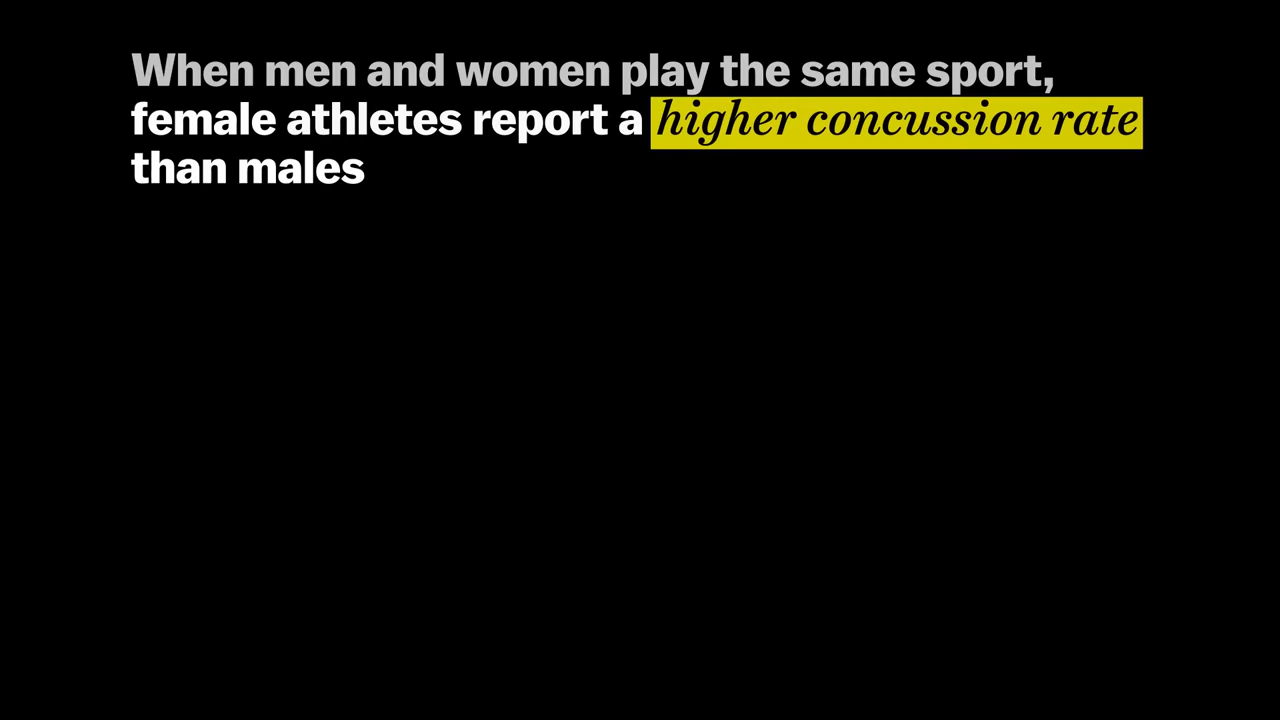 When men and women play the same sport,
female athletes report a higher concussion rate
than males